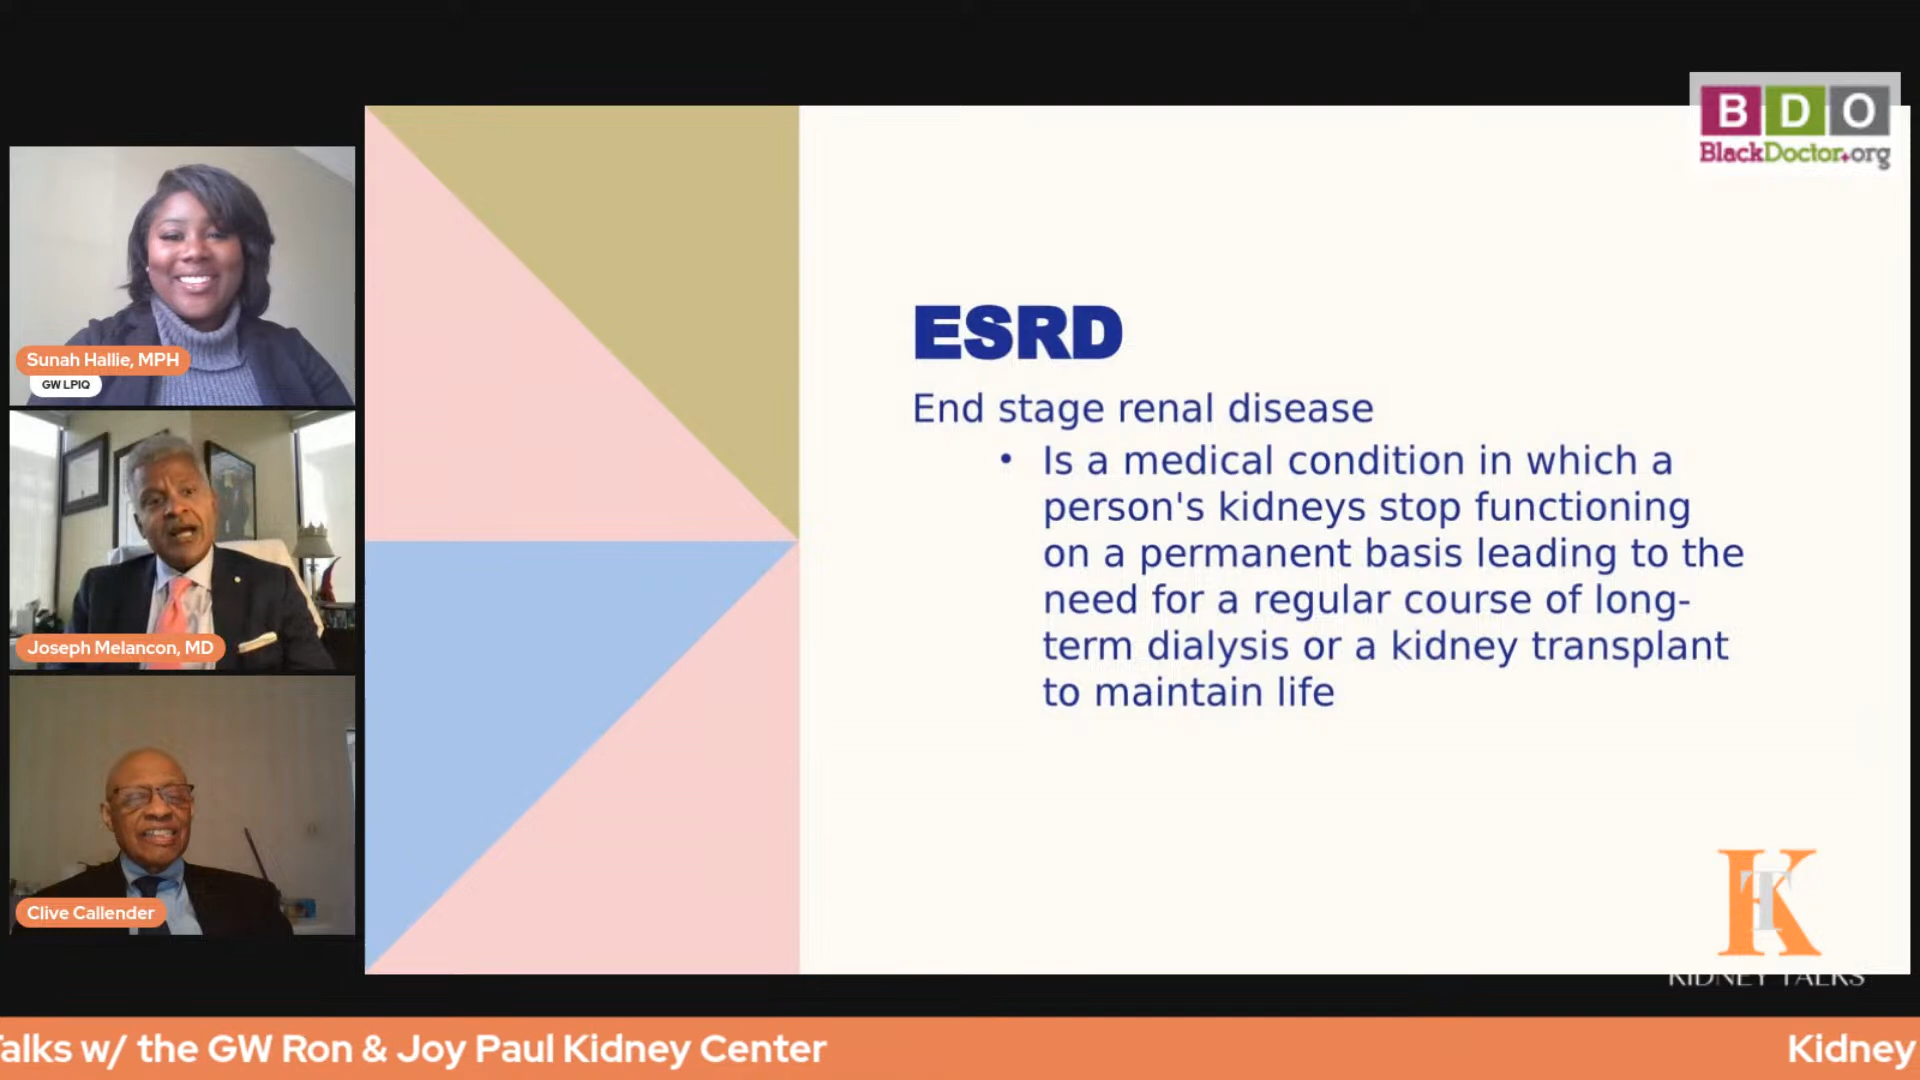 B D O
BlackDoctor.org
Sunah Hallie, MPH
GW LPIQ
Joseph Melancon, MD
Clive Callender
ESRD
End stage renal disease
• Is a medical condition in which a
person's kidneys stop functioning
on a permanent basis leading to the
need for a regular course of long-
term dialysis or a kidney transplant
to maintain life
KT
KIDNEY TALKS
alks w/ the GW Ron & Joy Paul Kidney Center
Kidney